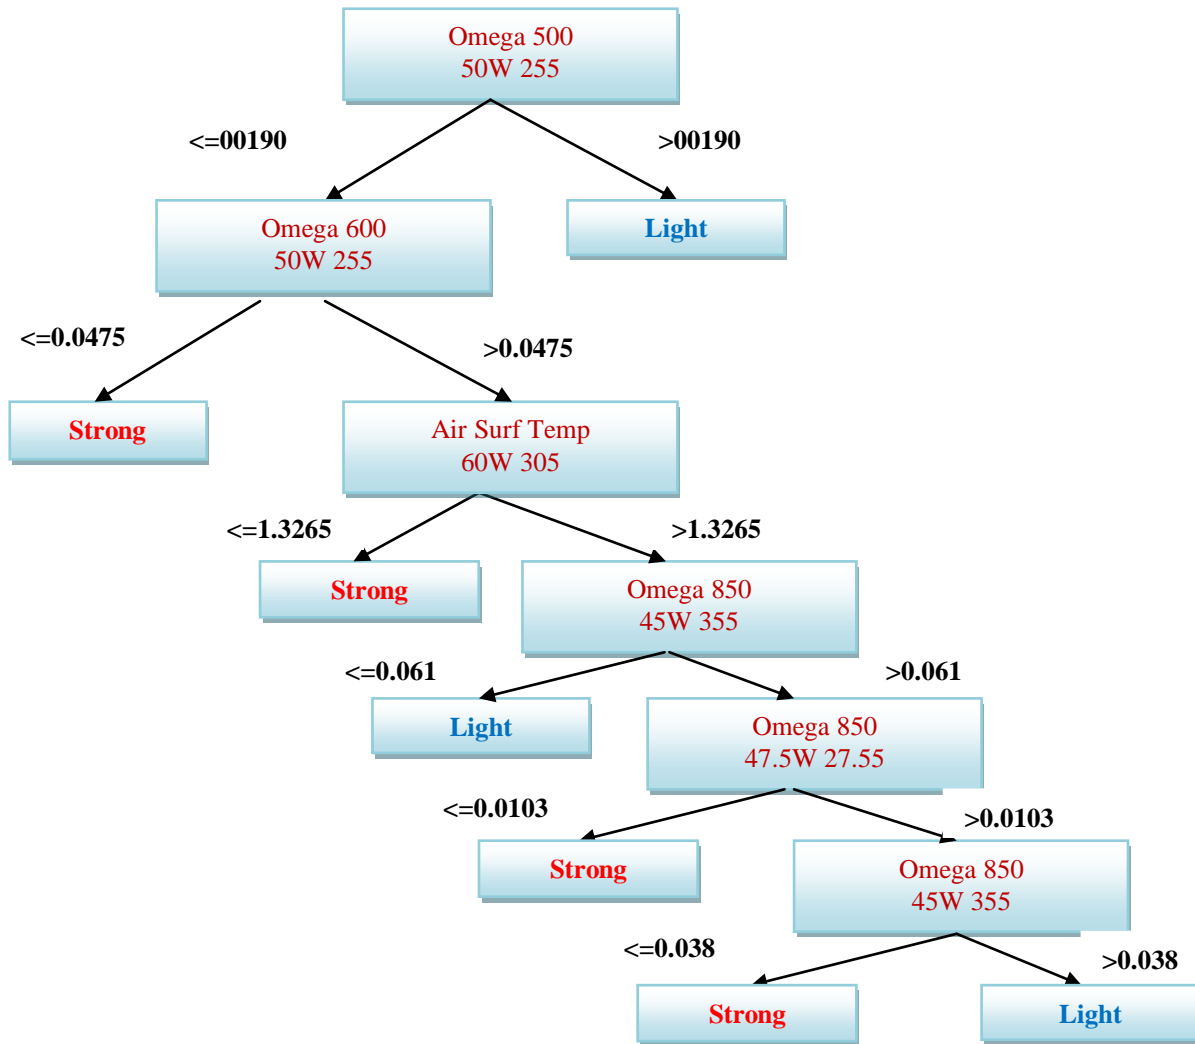 Omega 500
50W 255
<=00190
>00190
Omega 600
50W 255
Light
<=0.0475
>0.0475
Strong
Air Surf Temp
60W 305
<=1.3265
>1.3265
Strong
Omega 850
45W 355
<=0.061
>0.061
Light
Omega 850
47.5W 27.55
<=0.0103
>0.0103
Strong
Omega 850
45W 355
<=0.038
>0.038
Strong
Light